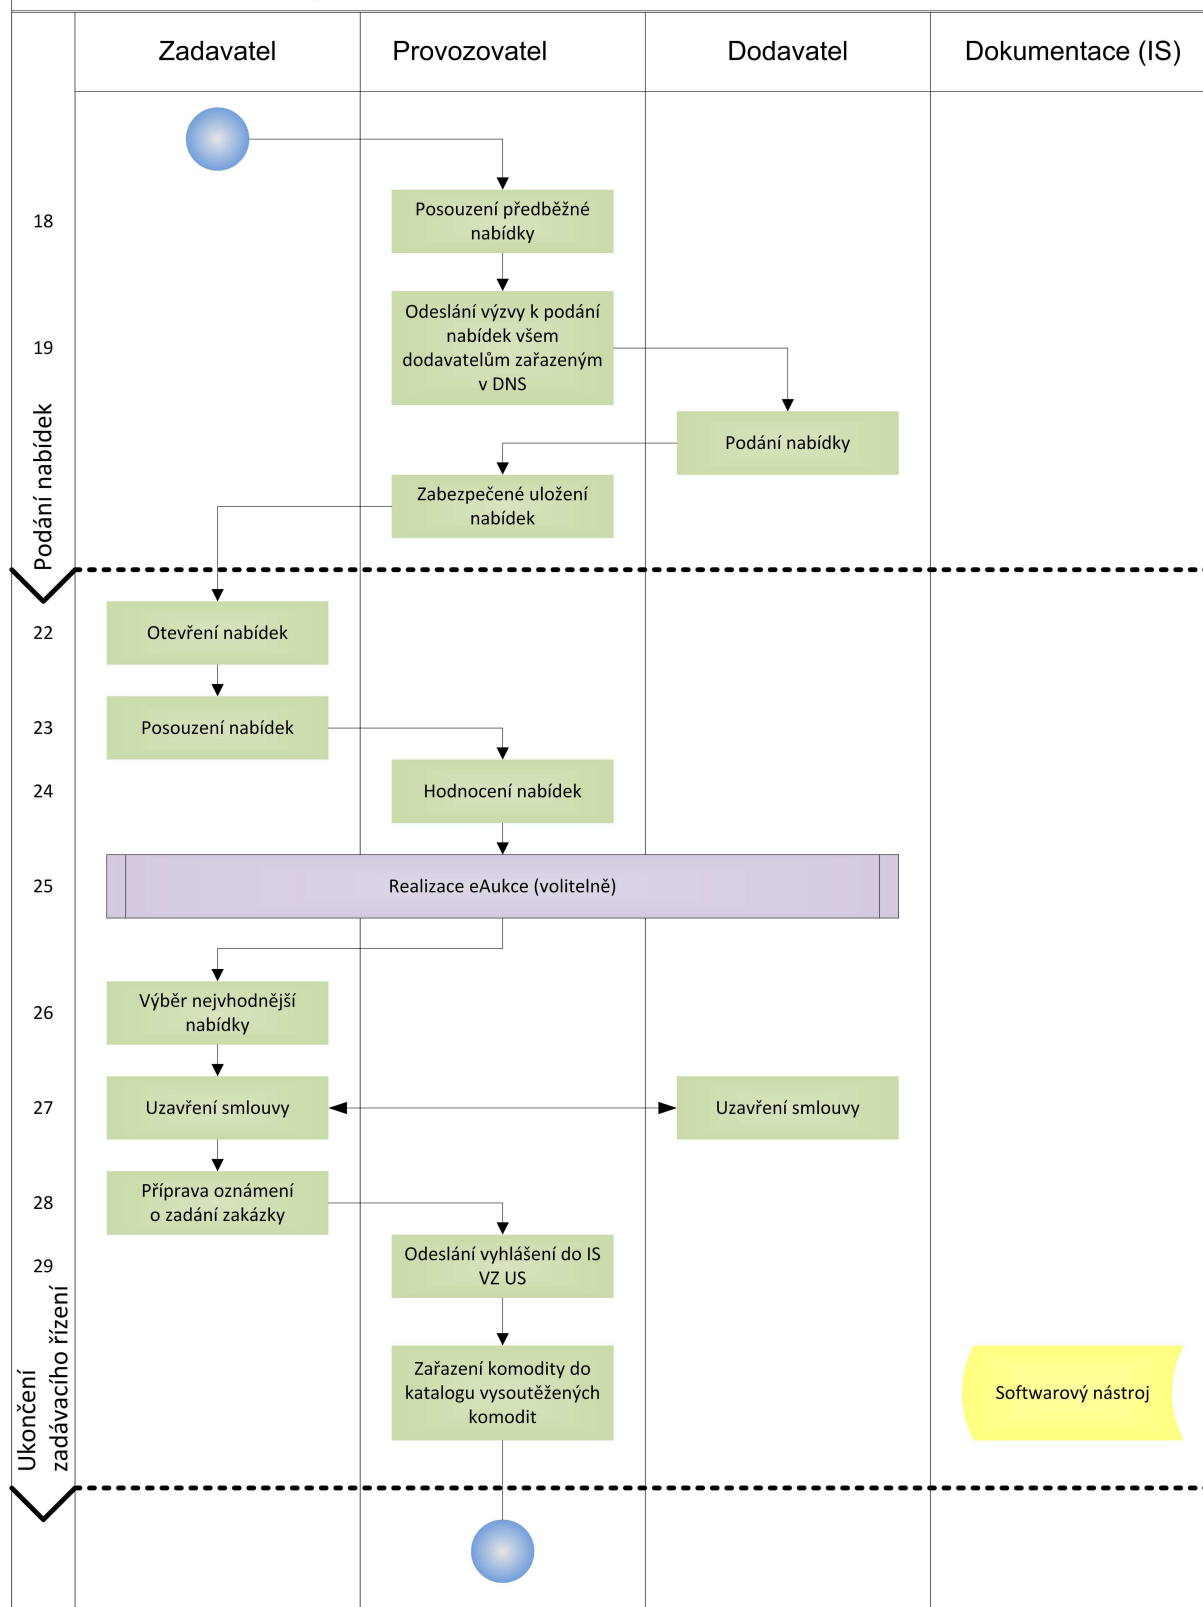 Zadavatel
Provozovatel
Dodavatel
Dokumentace (IS)
18
Posouzení předběžné
nabídky
19
Odeslání výzvy k podání
nabídek všem
dodavatelům zařazeným
v DNS
Podání nabídky
Zabezpečené uložení
nabídek
Podání nabídek
22
Otevření nabídek
23
Posouzení nabídek
24
Hodnocení nabídek
25
Realizace eAukce (volitelně)
26
Výběr nejvhodnější
nabídky
27
Uzavření smlouvy
Uzavření smlouvy
28
Příprava oznámení
o zadání zakázky
29
Odeslání vyhlášení do IS
VZ US
Zařazení komodity do
katalogu vysoutěžených
komodit
Softwarový nástroj
Ukončení
zadávacího řízení